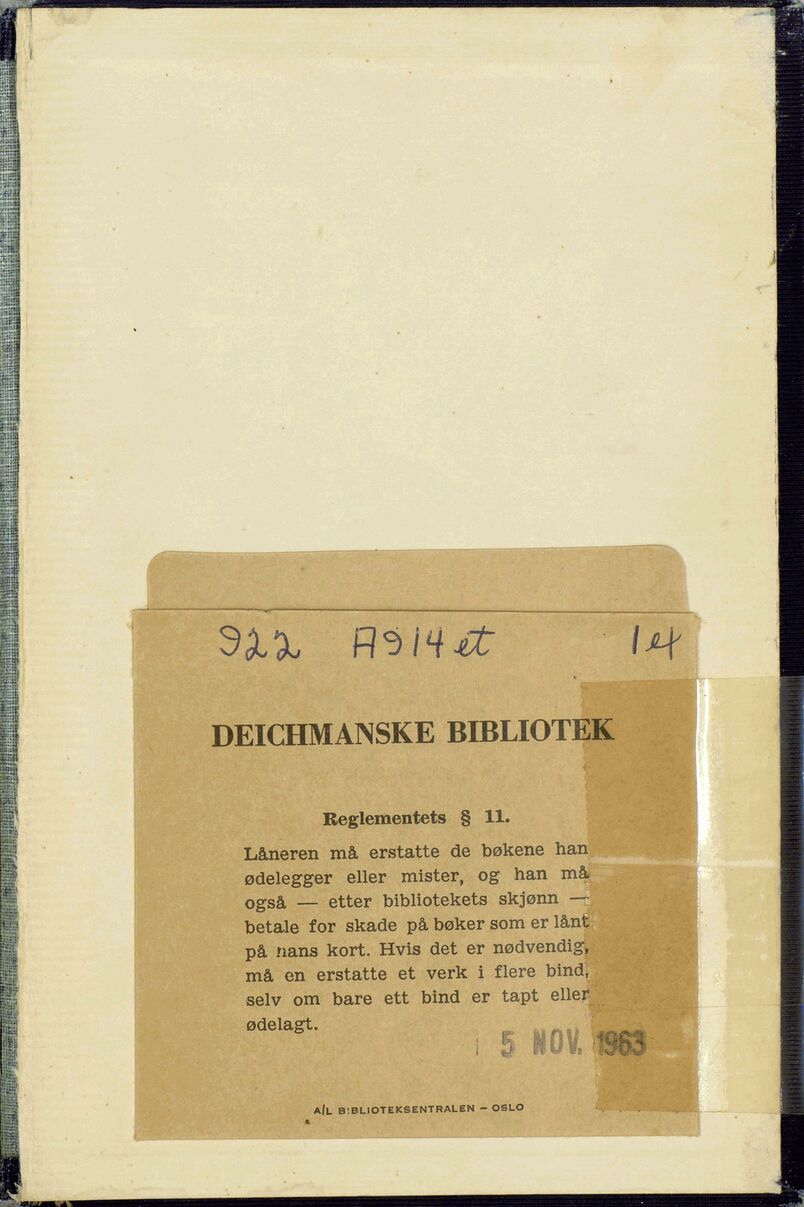 922 A914et 1et
DEICHMANSKE BIBLIOTEK
Reglementets § 11.
Låneren må erstatte de bøkene han
ødelegger eller mister, og han må
også — etter bibliotekets skjønn —
betale for skade på bøker som er lånt
på hans kort. Hvis det er nødvendig,
må en erstatte et verk i flere bind,
selv om bare ett bind er tapt eller
ødelagt.
5 NOV. 1963
A/L BIBLIOTEKSENTRALEN – OSLO